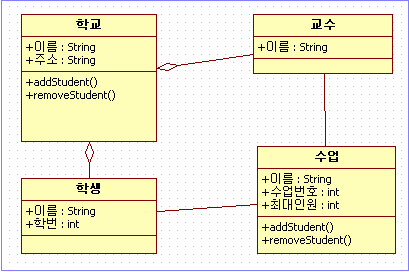 학교
+이름 : String
+주소 : String
+addStudent()
+removeStudent()
교수
+이름 : String
학생
+이름 : String
+학번 : int
수업
+이름 : String
+수업번호 : int
+최대인원 : int
+addStudent()
+removeStudent()